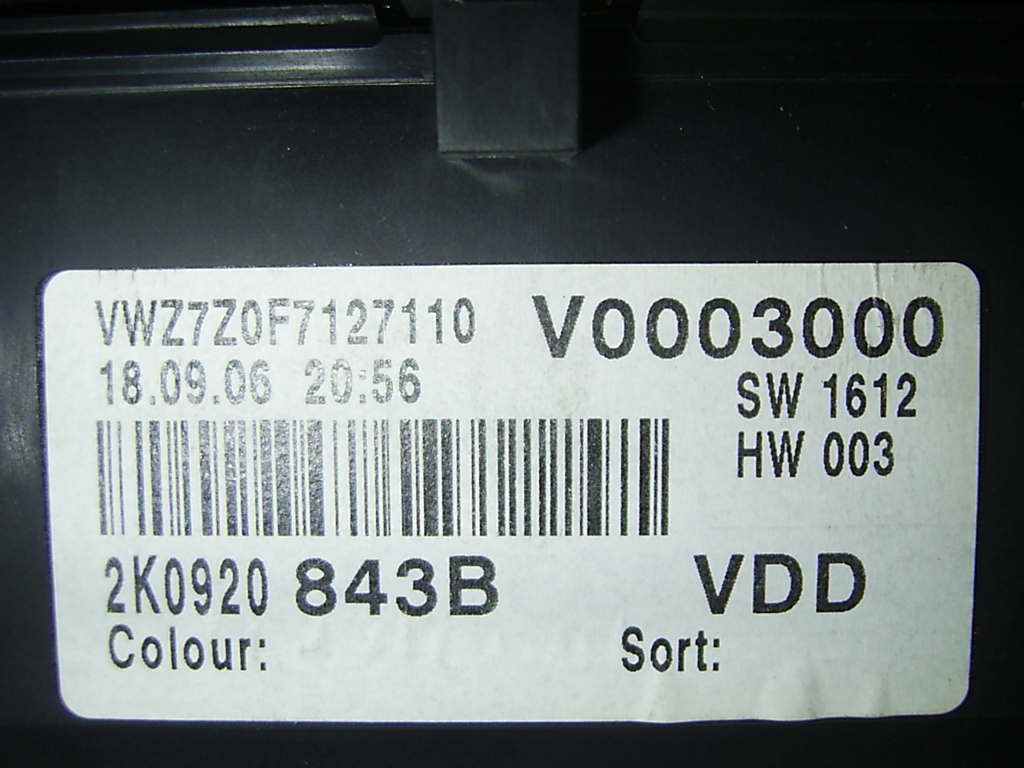 VWZ7Z0F7127110 V0003000
18.09.06 20:56 SW 1612
HW 003
2K0920 843B VDD
Colour: Sort: